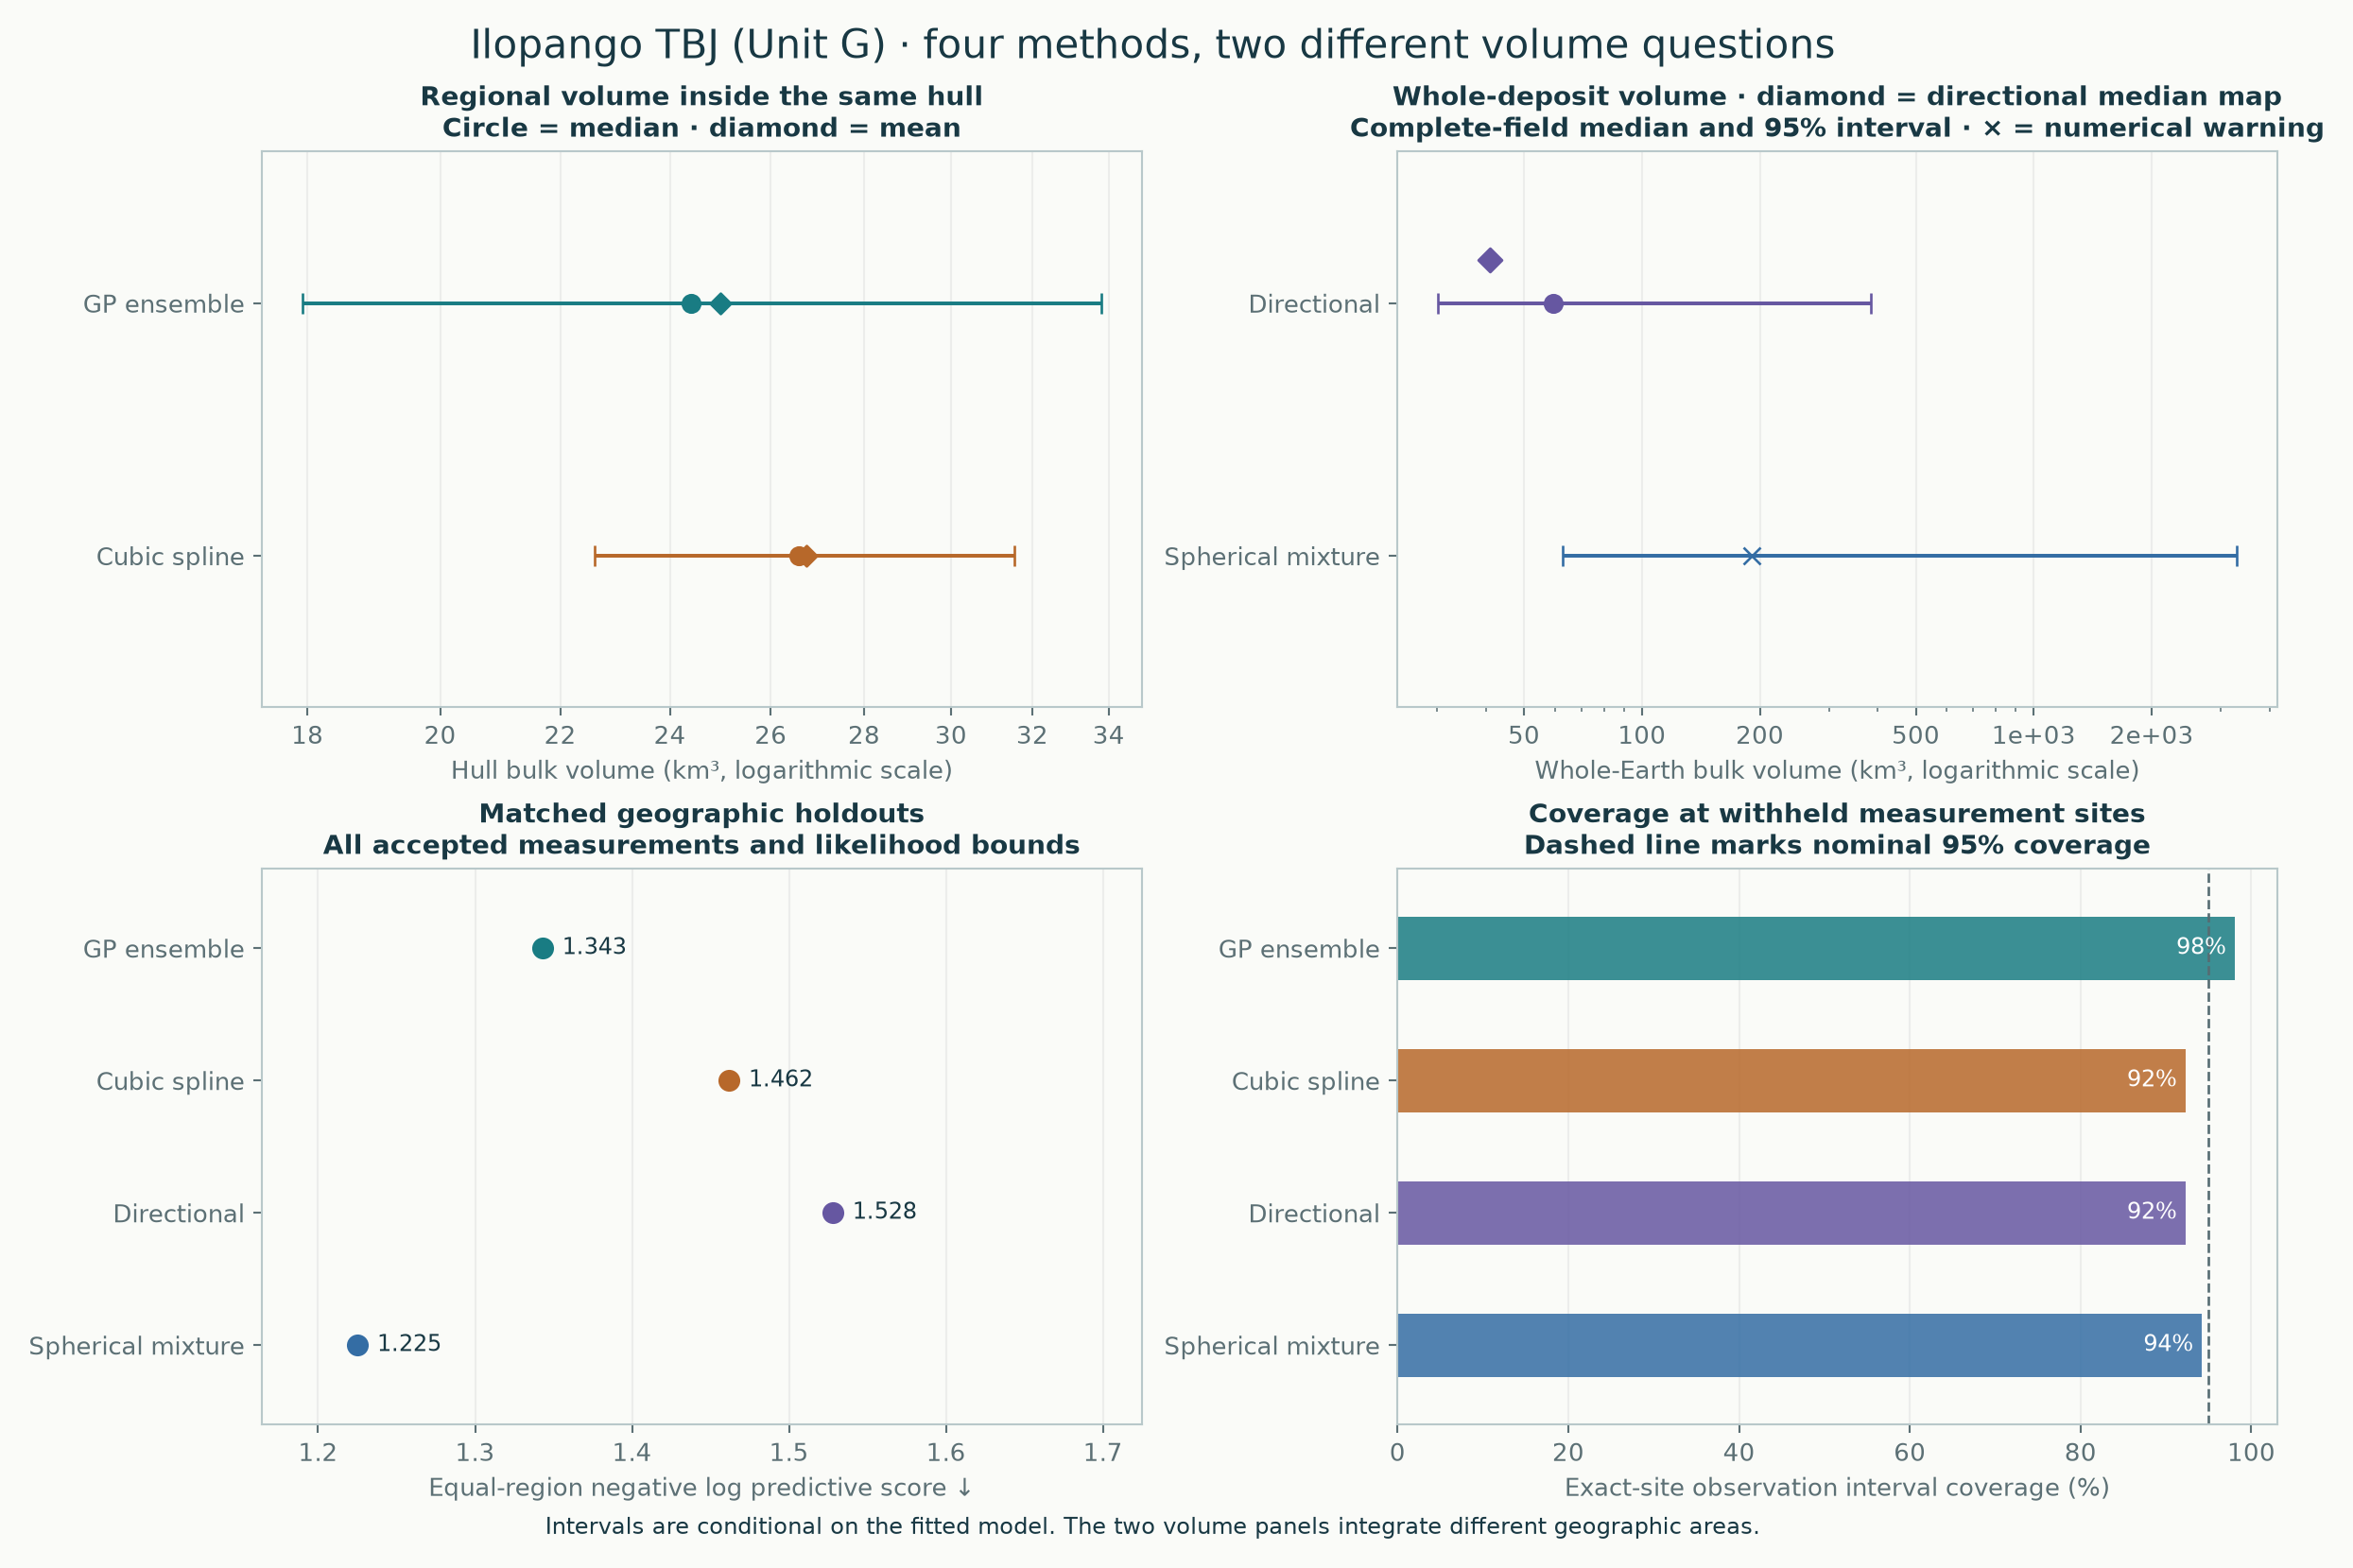 Ilopango TBJ (Unit G) · four methods, two different volume questions
Regional volume inside the same hull
Circle = median · diamond = mean
GP ensemble
Cubic spline
18 20 22 24 26 28 30 32 34
Hull bulk volume (km³, logarithmic scale)
Whole-deposit volume · diamond = directional median map
Complete-field median and 95% interval · × = numerical warning
Directional
Spherical mixture
50 100 200 500 1e+03 2e+03
Whole-Earth bulk volume (km³, logarithmic scale)
Matched geographic holdouts
All accepted measurements and likelihood bounds
GP ensemble 1.343
Cubic spline 1.462
Directional 1.528
Spherical mixture 1.225
1.2 1.3 1.4 1.5 1.6 1.7
Equal-region negative log predictive score ↓
Coverage at withheld measurement sites
Dashed line marks nominal 95% coverage
GP ensemble 98%
Cubic spline 92%
Directional 92%
Spherical mixture 94%
0 20 40 60 80 100
Exact-site observation interval coverage (%)
Intervals are conditional on the fitted model. The two volume panels integrate different geographic areas.